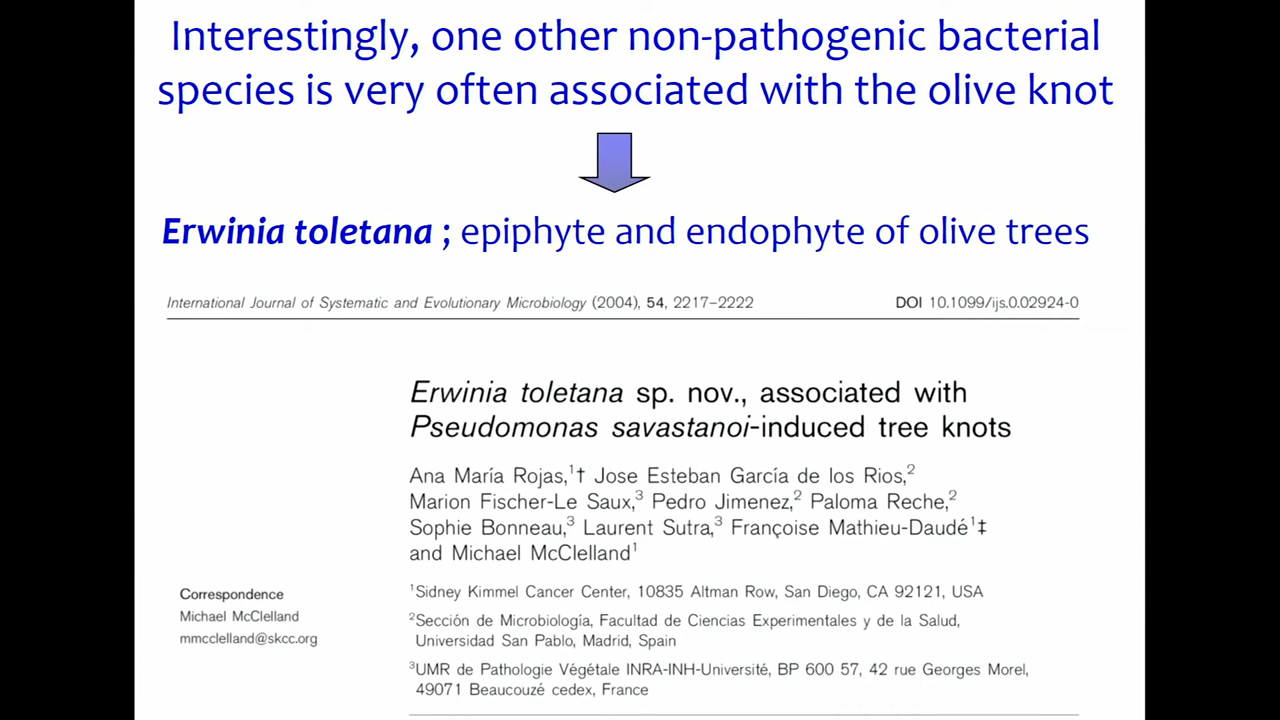 Interestingly, one other non-pathogenic bacterial
species is very often associated with the olive knot
Erwinia toletana ; epiphyte and endophyte of olive trees
International Journal of Systematic and Evolutionary Microbiology (2004), 54, 2217–2222 DOI 10.1099/ijs.0.02924-0
Erwinia toletana sp. nov., associated with
Pseudomonas savastanoi-induced tree knots
Ana María Rojas,¹† Jose Esteban García de los Rios,²
Marion Fischer-Le Saux,³ Pedro Jimenez,² Paloma Reche,²
Sophie Bonneau,³ Laurent Sutra,³ Françoise Mathieu-Daudé¹‡
and Michael McClelland¹
Correspondence
Michael McClelland
mmcclelland@skcc.org
¹Sidney Kimmel Cancer Center, 10835 Altman Row, San Diego, CA 92121, USA
²Sección de Microbiología, Facultad de Ciencias Experimentales y de la Salud,
Universidad San Pablo, Madrid, Spain
³UMR de Pathologie Végétale INRA-INH-Université, BP 600 57, 42 rue Georges Morel,
49071 Beaucouzé cedex, France